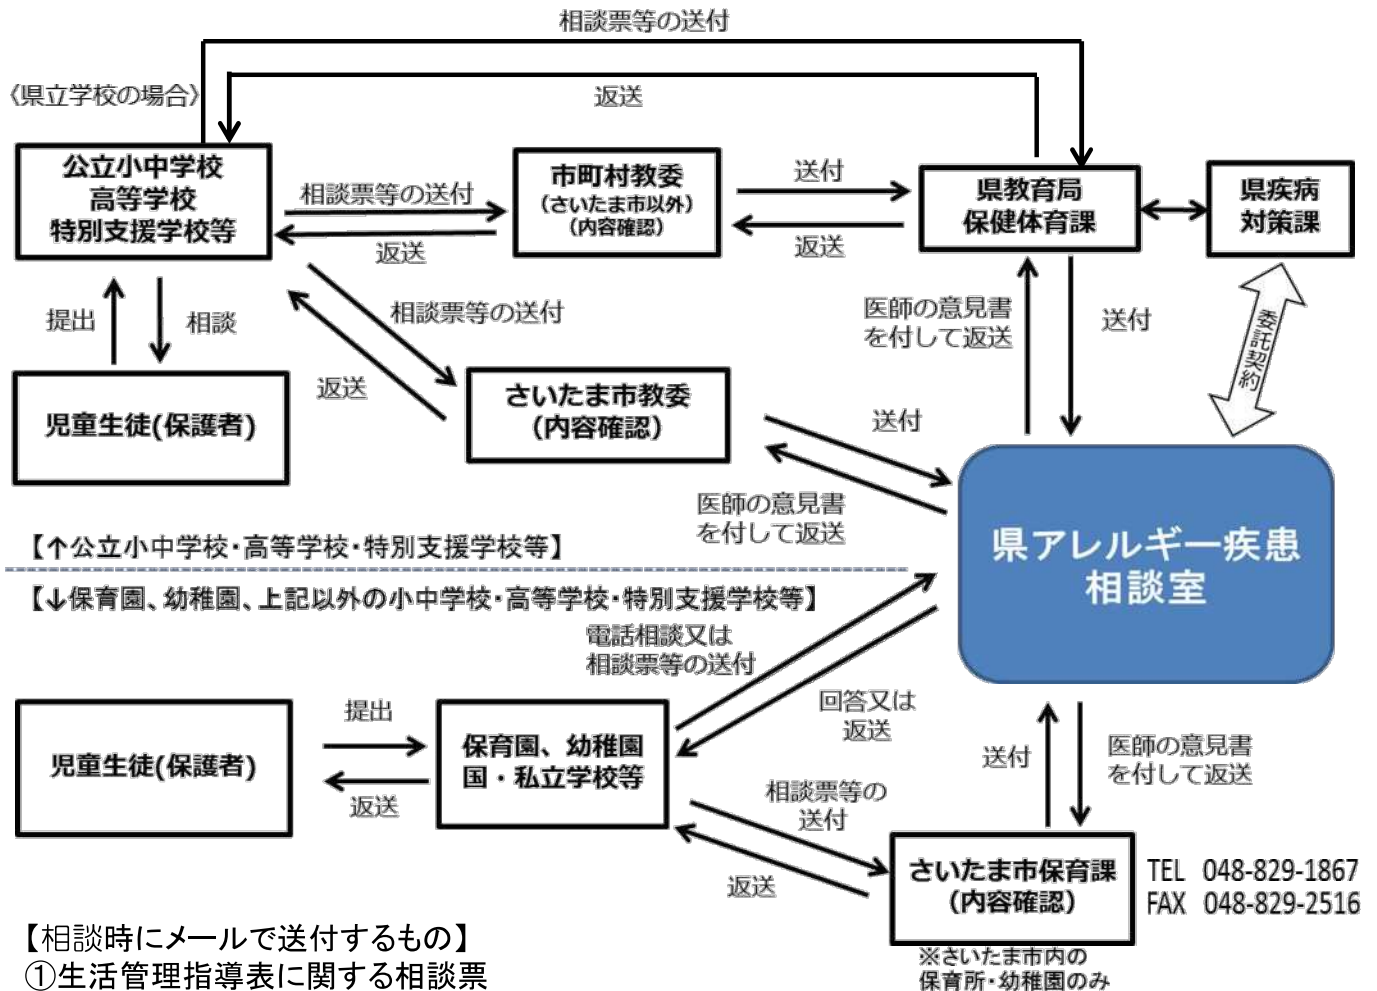 相談票等の送付
〈県立学校の場合〉
返送
公立小中学校
高等学校
特別支援学校等
相談票等の送付
返送
市町村教委
（さいたま市以外）
（内容確認）
送付
返送
県教育局
保健体育課
県疾病
対策課
提出
相談
相談票等の送付
返送
医師の意見書
を付して返送
送付
委託契約
児童生徒(保護者)
さいたま市教委
（内容確認）
送付
医師の意見書
を付して返送
県アレルギー疾患
相談室
【↑公立小中学校・高等学校・特別支援学校等】
【↓保育園、幼稚園、上記以外の小中学校・高等学校・特別支援学校等】
電話相談又は
相談票等の送付
回答又は
返送
児童生徒(保護者)
提出
返送
保育園、幼稚園
国・私立学校等
相談票等の
送付
返送
送付
医師の意見書
を付して返送
さいたま市保育課
（内容確認）
TEL 048-829-1867
FAX 048-829-2516
※さいたま市内の
保育所・幼稚園のみ
【相談時にメールで送付するもの】
①生活管理指導表に関する相談票